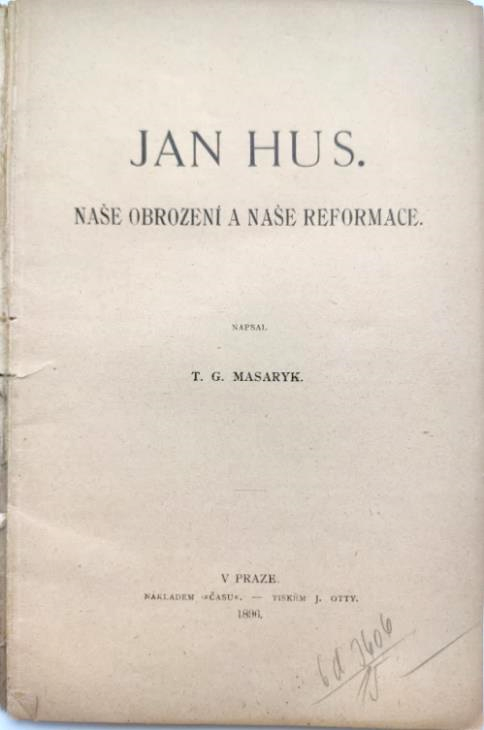 JAN HUS.
NAŠE OBROZENÍ A NAŠE REFORMACE.
NAPSAL
T. G. MASARYK.
V PRAZE.
NÁKLADEM »ČASU«. — TISKEM J. OTTY.
1896.